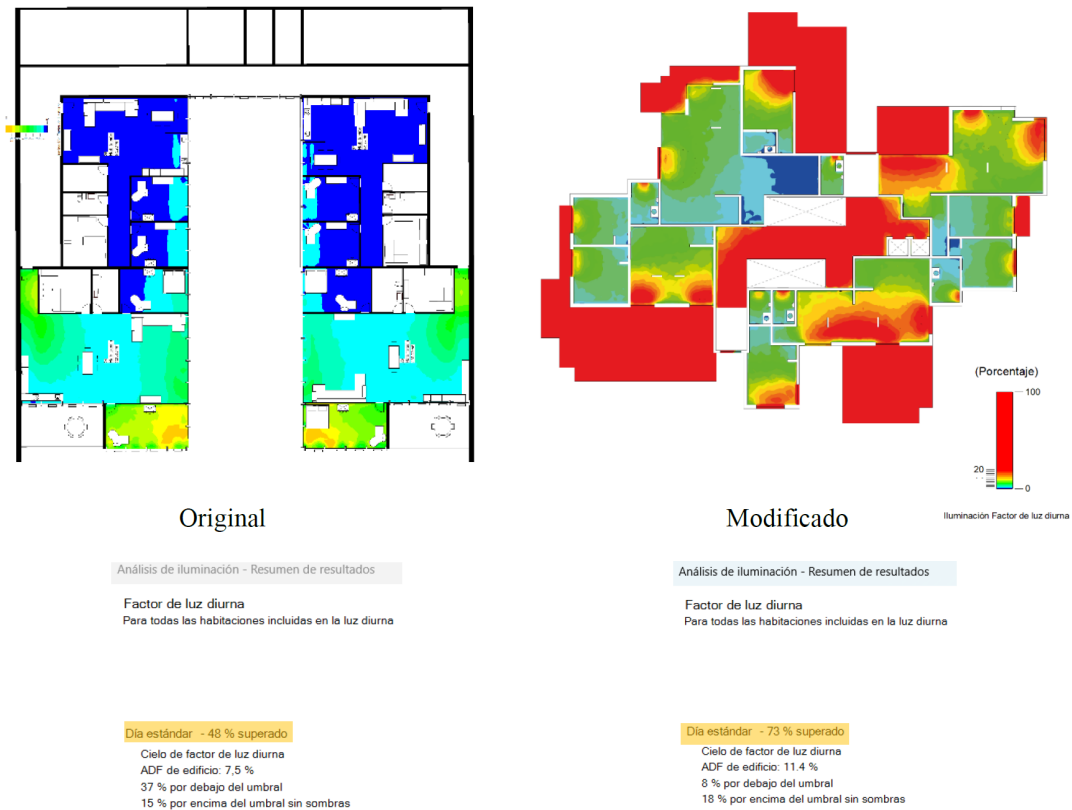 (Porcentaje)
100
20
0
Original
Modificado
Iluminación Factor de luz diurna
Análisis de iluminación - Resumen de resultados
Factor de luz diurna
Para todas las habitaciones incluidas en la luz diurna
Día estándar - 48 % superado
Cielo de factor de luz diurna
ADF de edificio: 7,5 %
37 % por debajo del umbral
15 % por encima del umbral sin sombras
Análisis de iluminación - Resumen de resultados
Factor de luz diurna
Para todas las habitaciones incluidas en la luz diurna
Día estándar - 73 % superado
Cielo de factor de luz diurna
ADF de edificio: 11.4 %
8 % por debajo del umbral
18 % por encima del umbral sin sombras